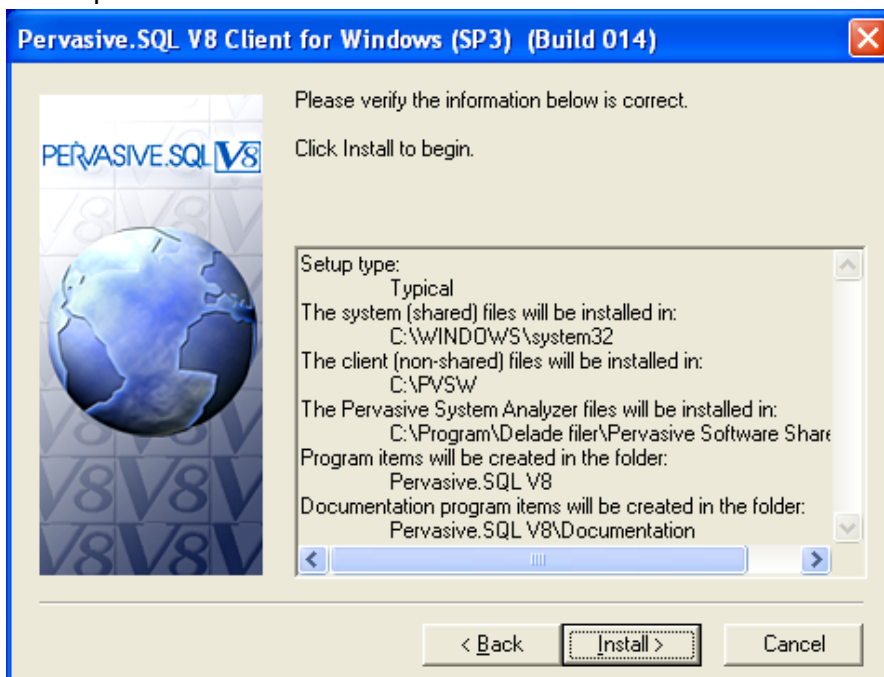 Pervasive.SQL V8 Client for Windows (SP3) (Build 014)
PERVASIVE.SQL V8
Please verify the information below is correct.
Click Install to begin.
Setup type:
Typical
The system (shared) files will be installed in:
C:\WINDOWS\system32
The client (non-shared) files will be installed in:
C:\PVSW
The Pervasive System Analyzer files will be installed in:
C:\Program\Delade filer\Pervasive Software Share
Program items will be created in the folder:
Pervasive.SQL V8
Documentation program items will be created in the folder:
Pervasive.SQL V8\Documentation
< Back
Install >
Cancel